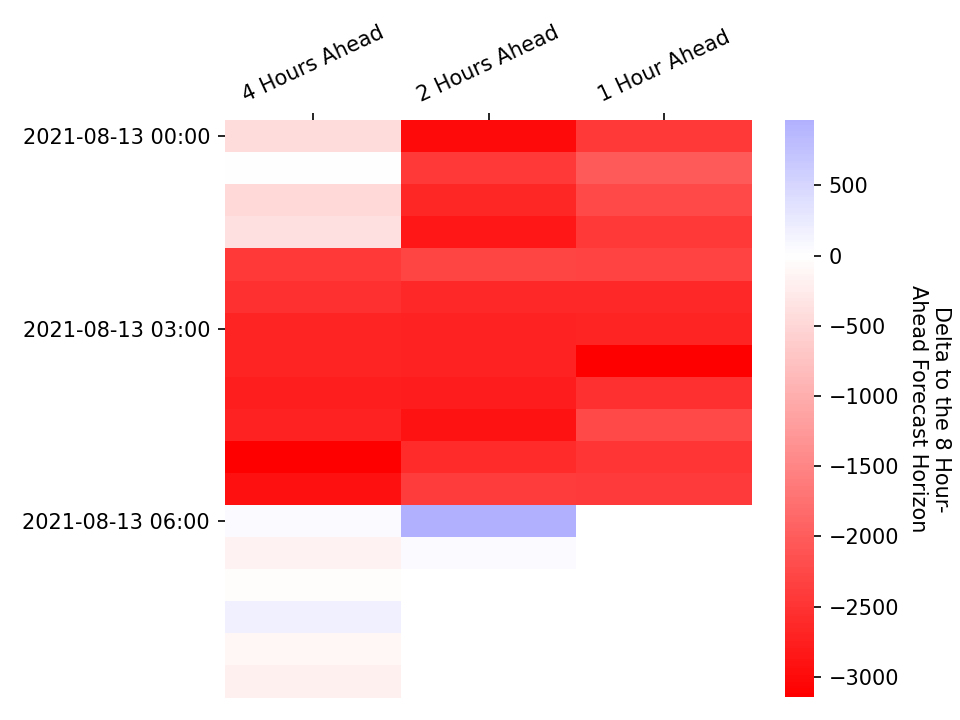 4 Hours Ahead
2 Hours Ahead
1 Hour Ahead
2021-08-13 00:00
2021-08-13 03:00
2021-08-13 06:00
500
0
−500
−1000
−1500
−2000
−2500
−3000
Delta to the 8 Hour-
Ahead Forecast Horizon